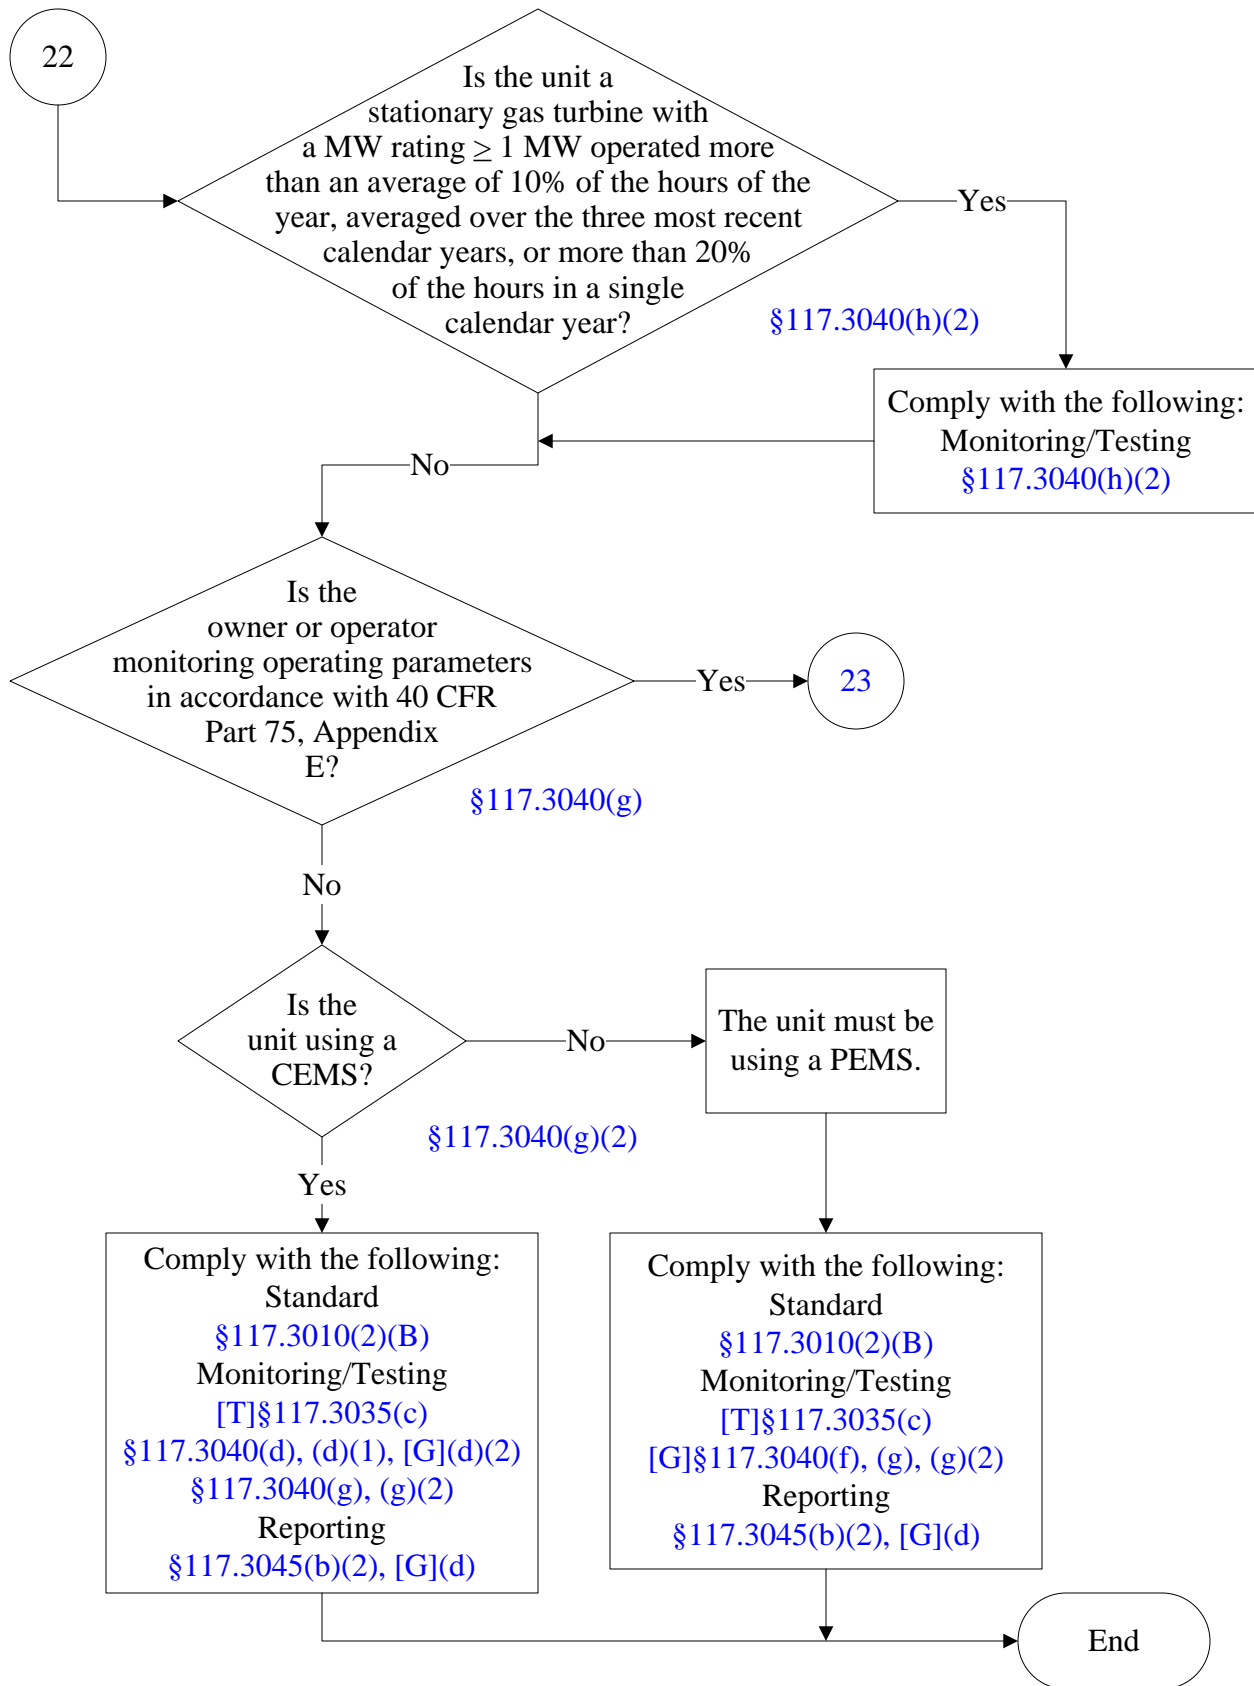 22
Is the unit a
stationary gas turbine with
a MW rating ≥ 1 MW operated more
than an average of 10% of the hours of the
year, averaged over the three most recent
calendar years, or more than 20%
of the hours in a single
calendar year?
Yes
§117.3040(h)(2)
Comply with the following:
Monitoring/Testing
§117.3040(h)(2)
No
Is the
owner or operator
monitoring operating parameters
in accordance with 40 CFR
Part 75, Appendix
E?
Yes
23
§117.3040(g)
No
Is the
unit using a
CEMS?
No
The unit must be
using a PEMS.
§117.3040(g)(2)
Yes
Comply with the following:
Standard
§117.3010(2)(B)
Monitoring/Testing
[T]§117.3035(c)
§117.3040(d), (d)(1), [G](d)(2)
§117.3040(g), (g)(2)
Reporting
§117.3045(b)(2), [G](d)
Comply with the following:
Standard
§117.3010(2)(B)
Monitoring/Testing
[T]§117.3035(c)
[G]§117.3040(f), (g), (g)(2)
Reporting
§117.3045(b)(2), [G](d)
End